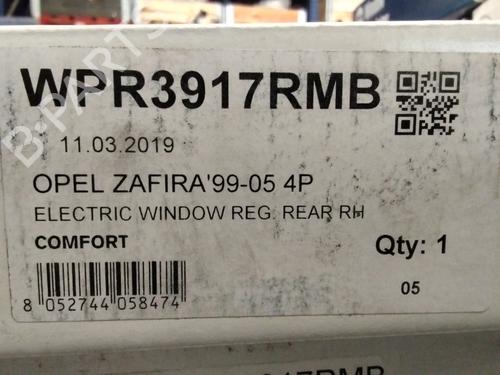 WPR3917RMB
11.03.2019
OPEL ZAFIRA'99-05 4P
ELECTRIC WINDOW REG. REAR RH
COMFORT
Qty: 1
8 052744 058474
05
B-PARTS